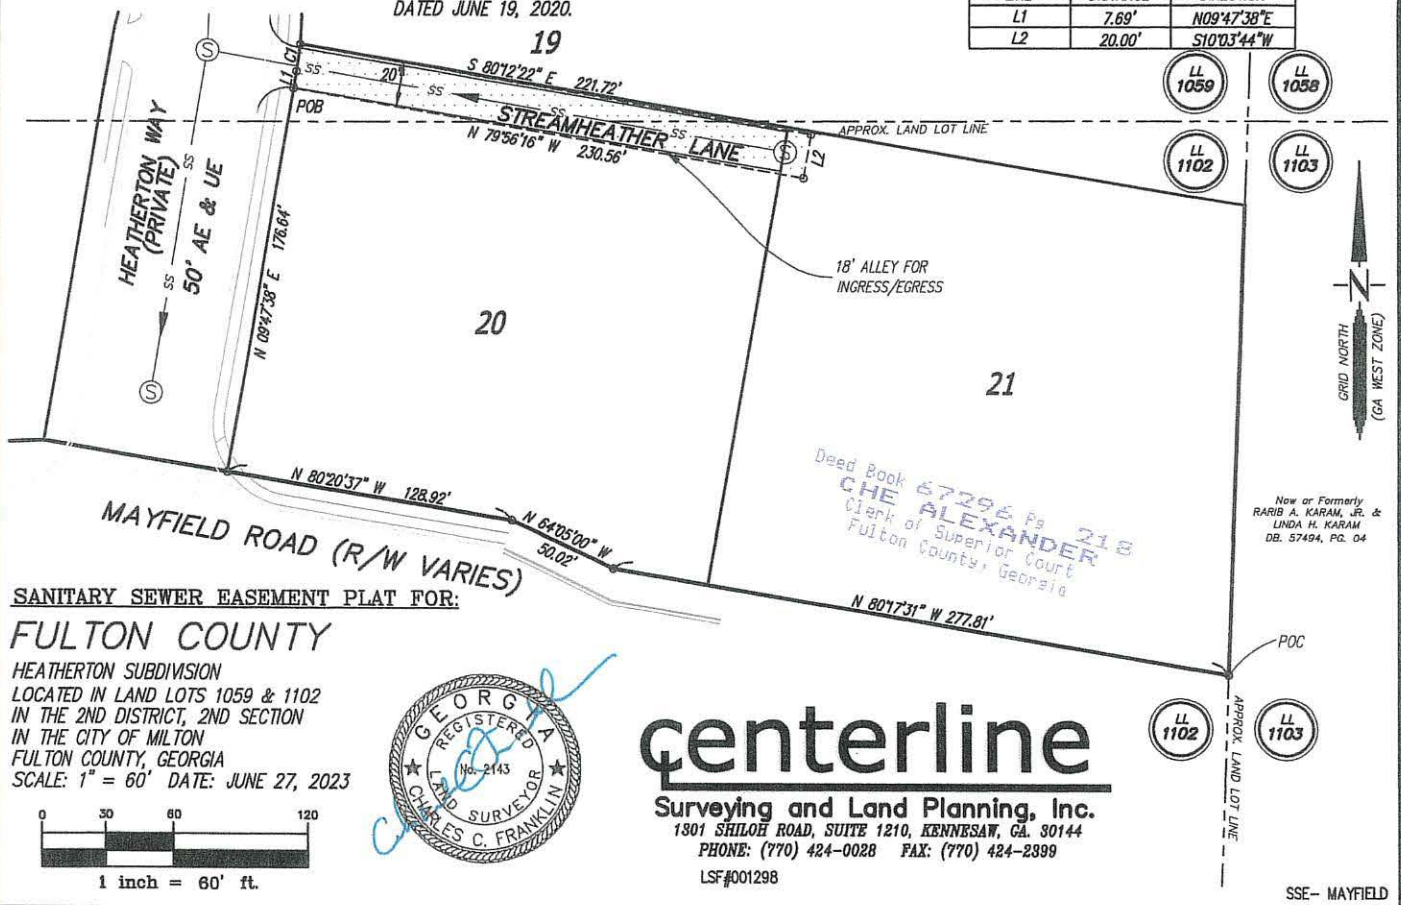 DATED JUNE 19, 2020.
L1 7.69' N09°47'38"E
L2 20.00' S10°03'44"W
19
S 80°12'22" E 221.72'
20'
C1
L1
POB
SS
SS
SS
SS
S
S
STREAMHEATHER LANE
N 79°56'16" W 230.56'
L2
APPROX. LAND LOT LINE
LL
1059
LL
1058
LL
1102
LL
1103
HEATHERTON WAY
(PRIVATE)
SS
SS
50' AE & UE
S
N 09°47'38" E 176.64'
18' ALLEY FOR
INGRESS/EGRESS
20
21
N
GRID NORTH
(GA WEST ZONE)
Deed Book 67296 Pg 218
CHE ALEXANDER
Clerk of Superior Court
Fulton County, Georgia
Now or Formerly
RARIB A. KARAM, JR. &
LINDA H. KARAM
DB. 57494, PG. 04
N 80°20'37" W 128.92'
N 64°05'00" W
50.02'
N 80°17'31" W 277.81'
MAYFIELD ROAD (R/W VARIES)
POC
LL
1102
LL
1103
APPROX. LAND LOT LINE
SANITARY SEWER EASEMENT PLAT FOR:
FULTON COUNTY
HEATHERTON SUBDIVISION
LOCATED IN LAND LOTS 1059 & 1102
IN THE 2ND DISTRICT, 2ND SECTION
IN THE CITY OF MILTON
FULTON COUNTY, GEORGIA
SCALE: 1" = 60' DATE: JUNE 27, 2023
0 30 60 120
1 inch = 60' ft.
GEORGIA
REGISTERED
No. 2143
LAND SURVEYOR
CHARLES C. FRANKLIN
centerline
Surveying and Land Planning, Inc.
1301 SHILOH ROAD, SUITE 1210, KENNESAW, GA. 30144
PHONE: (770) 424-0028 FAX: (770) 424-2399
LSF#001298
SSE- MAYFIELD